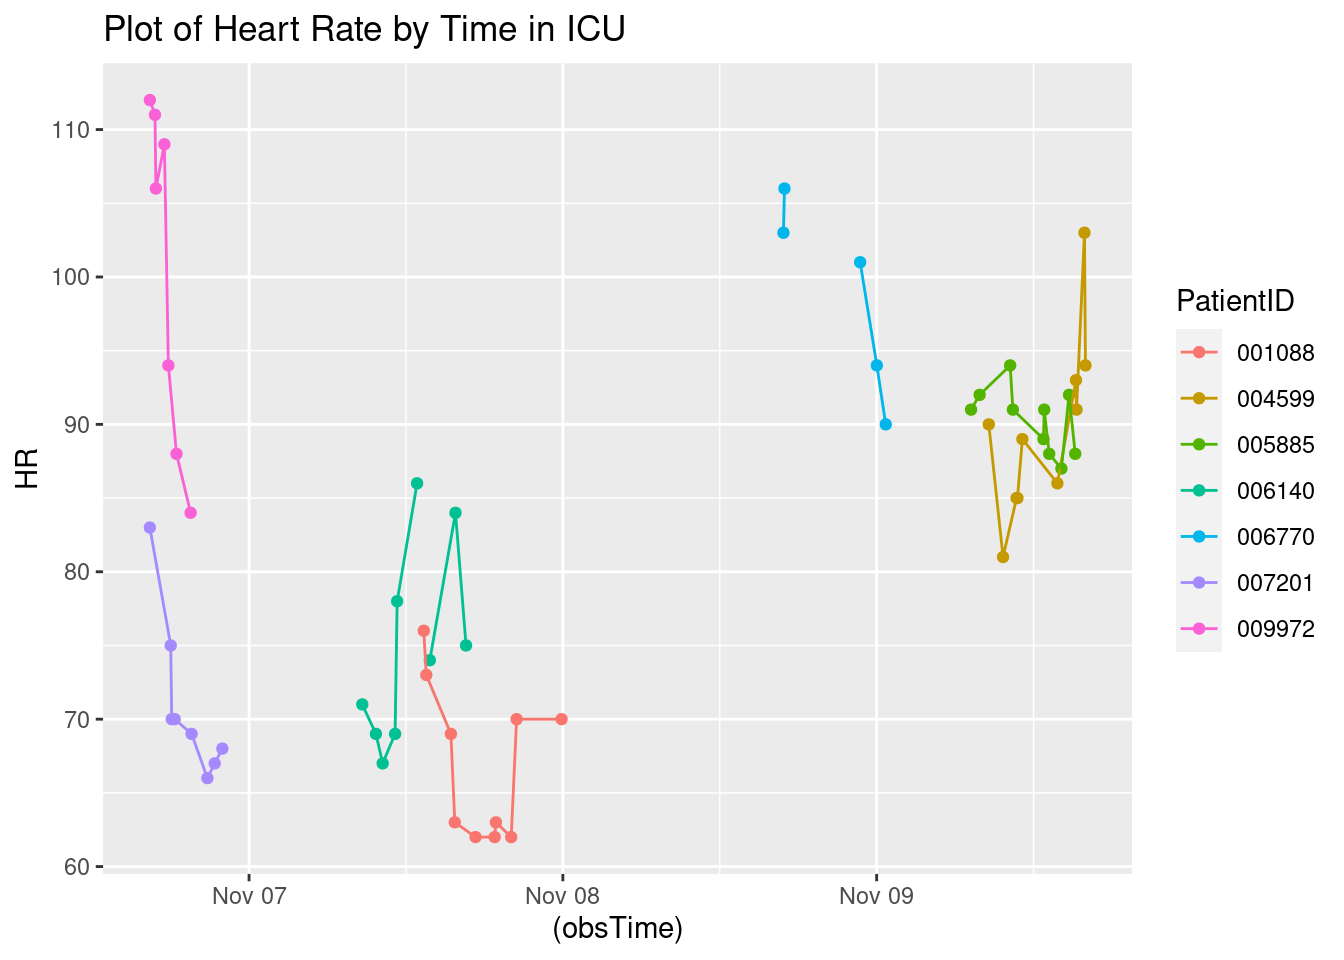 Plot of Heart Rate by Time in ICU
HR
110
100
90
80
70
60
Nov 07 Nov 08 Nov 09
(obsTime)
PatientID
001088
004599
005885
006140
006770
007201
009972